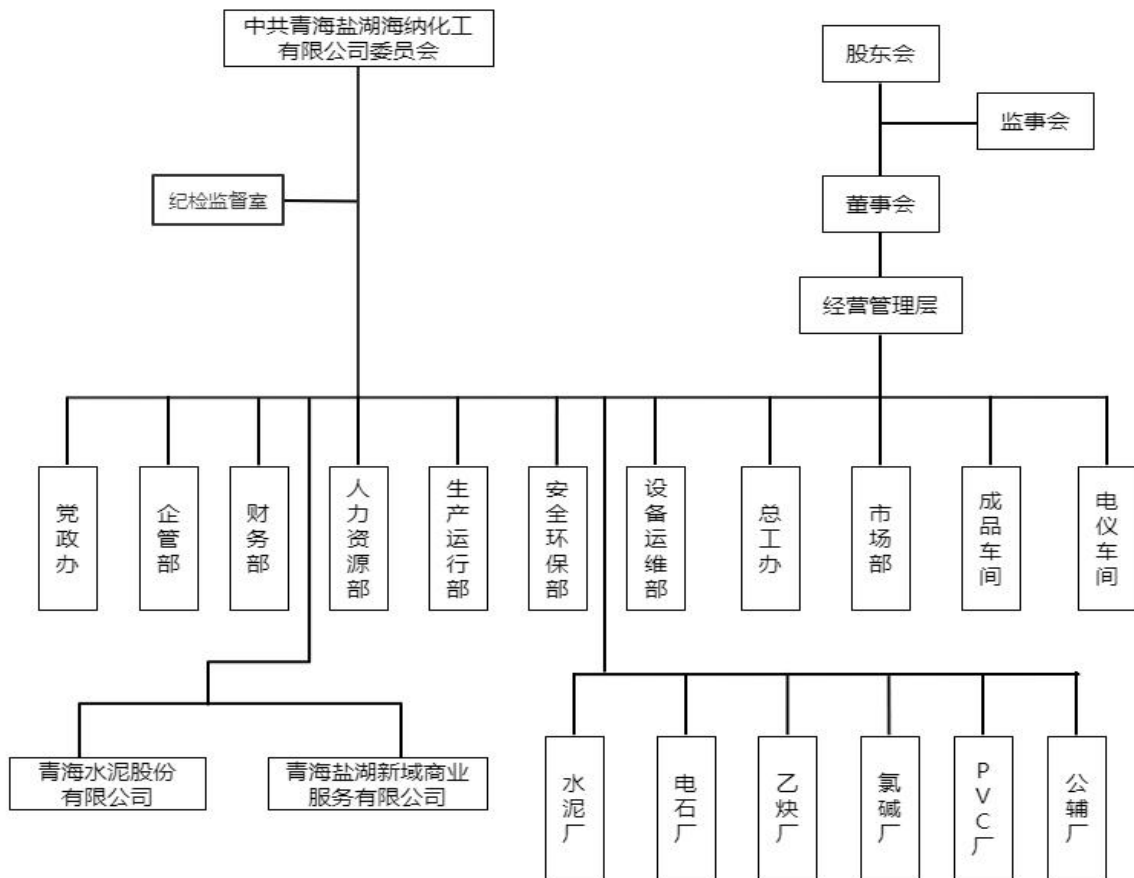 中共青海盐湖海纳化工
有限公司委员会
股东会
监事会
纪检监督室
董事会
经营管理层
党政办
企管部
财务部
人力资源部
生产运行部
安全环保部
设备运维部
总工办
市场部
成品车间
电仪车间
青海水泥股份
有限公司
青海盐湖新域商业
服务有限公司
水泥厂
电石厂
乙炔厂
氯碱厂
PVC厂
公辅厂